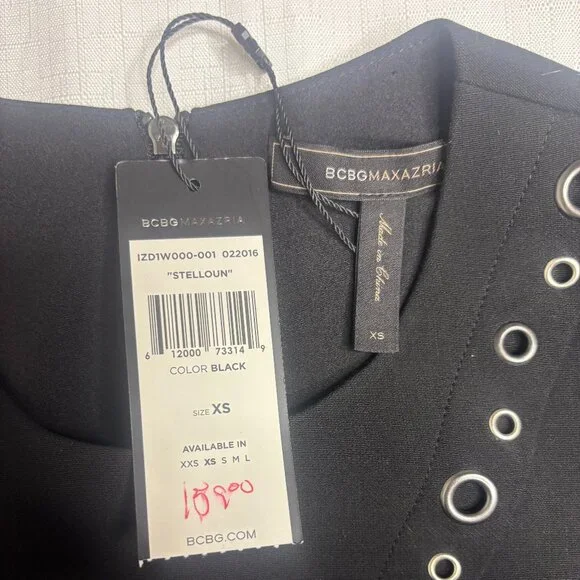 BCBGMAXAZRIA
IZD1W000-001 022016
"STELLOUN"
6 12000 73314 9
COLOR BLACK
SIZE XS
AVAILABLE IN
XXS XS S M L
BCBG.COM
BCBGMAXAZRIA
Made in China
XS